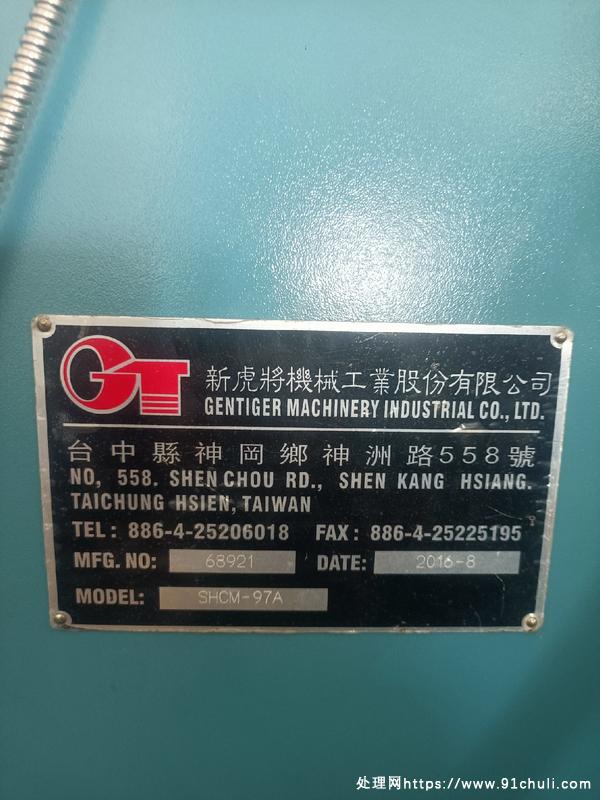 GT 新虎將機械工業股份有限公司
GENTIGER MACHINERY INDUSTRIAL CO., LTD.
台中縣神岡鄉神洲路558號
NO, 558. SHEN CHOU RD., SHEN KANG HSIANG.
TAICHUNG HSIEN, TAIWAN
TEL: 886-4-25206018 FAX: 886-4-25225195
MFG. NO: 68921 DATE: 2016-8
MODEL: SHCM-97A
处理网https://www.91chuli.com/